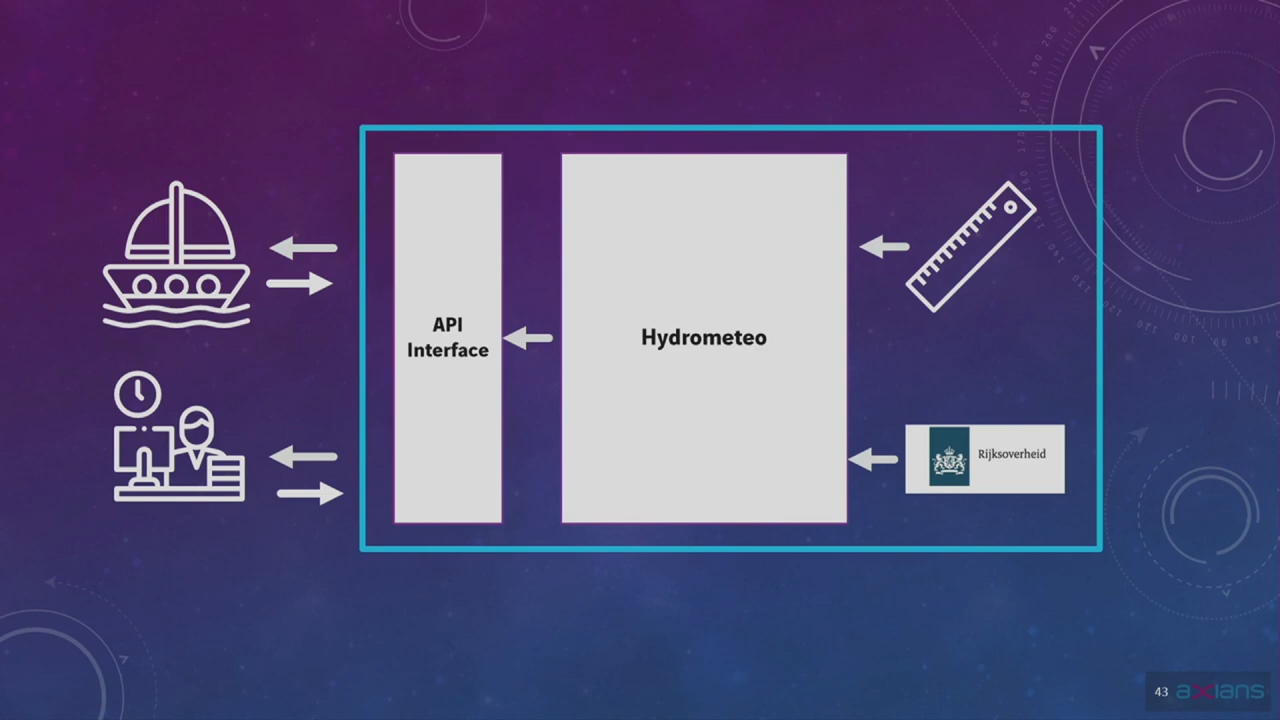 API
Interface
Hydrometeo
Rijksoverheid
43
axians